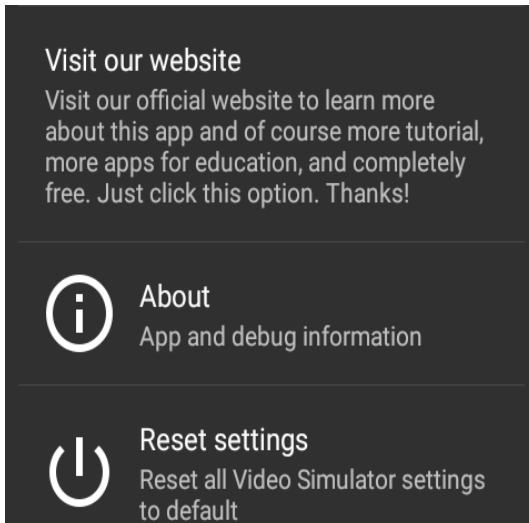 Visit our website
Visit our official website to learn more
about this app and of course more tutorial,
more apps for education, and completely
free. Just click this option. Thanks!
About
App and debug information
Reset settings
Reset all Video Simulator settings
to default